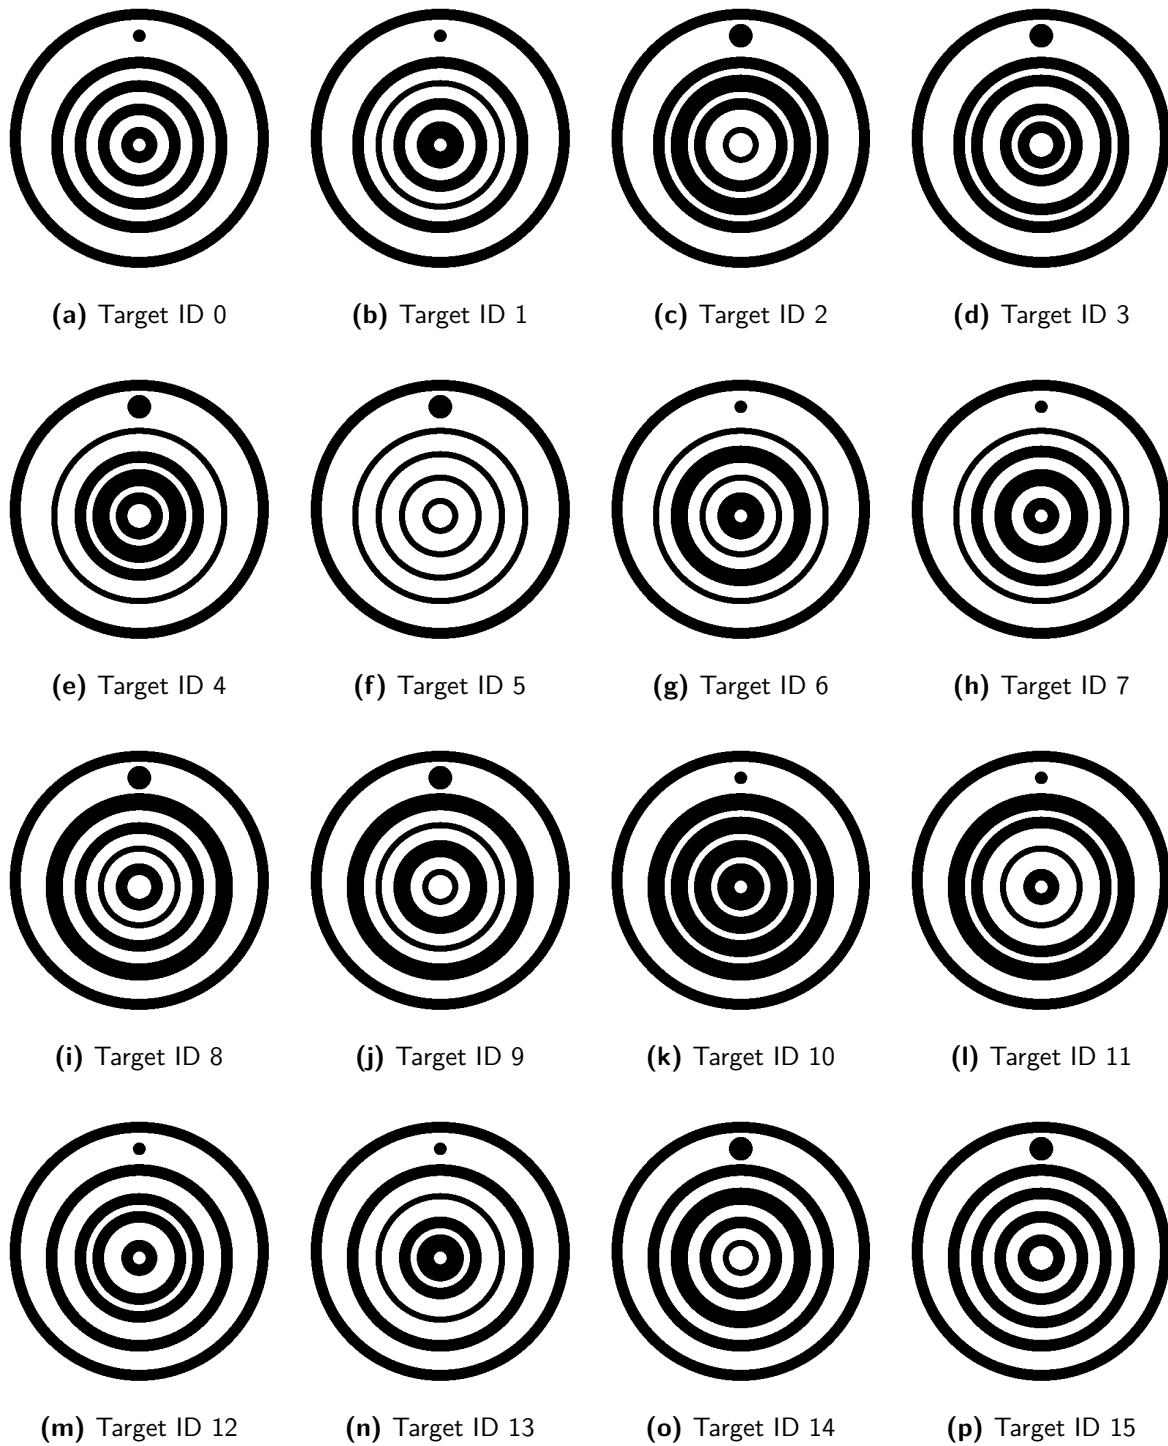 (a) Target ID 0
(b) Target ID 1
(c) Target ID 2
(d) Target ID 3
(e) Target ID 4
(f) Target ID 5
(g) Target ID 6
(h) Target ID 7
(i) Target ID 8
(j) Target ID 9
(k) Target ID 10
(l) Target ID 11
(m) Target ID 12
(n) Target ID 13
(o) Target ID 14
(p) Target ID 15